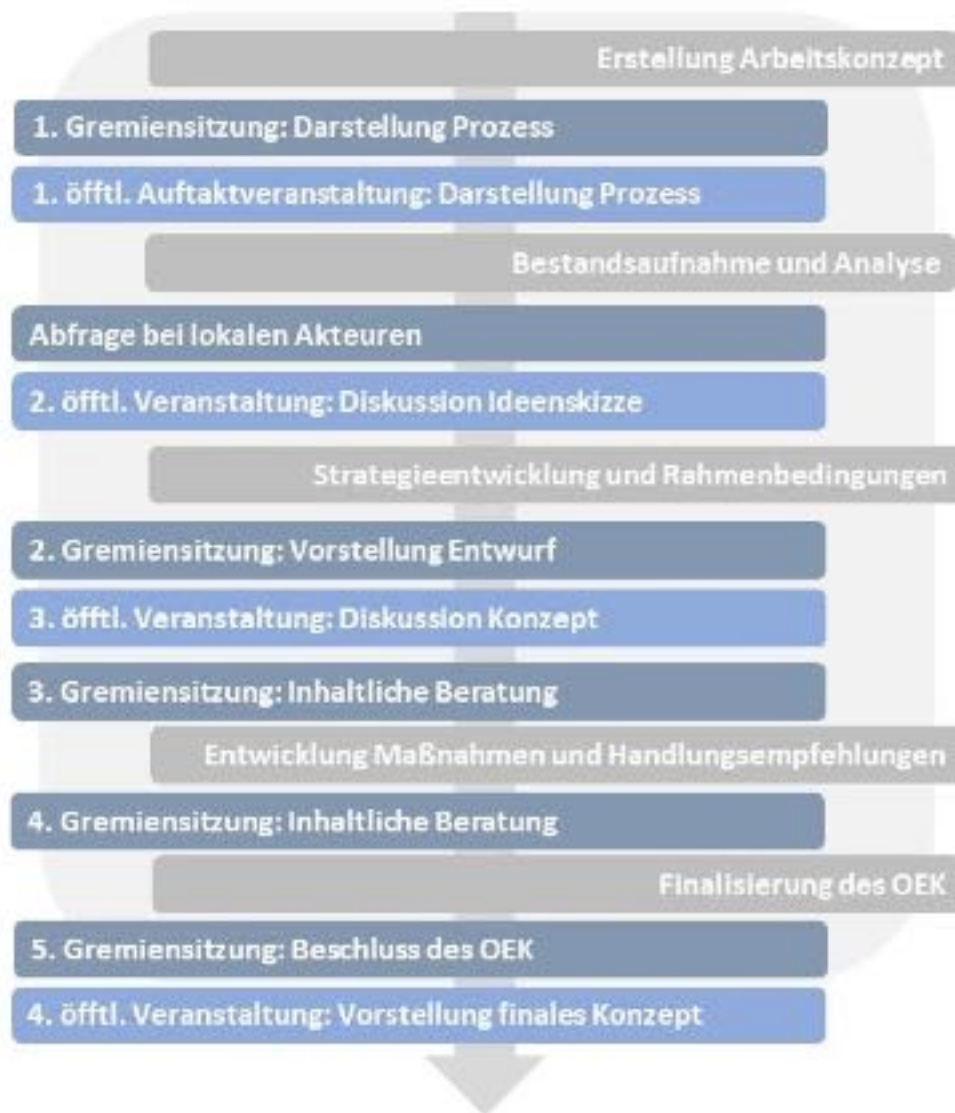 Erstellung Arbeitskonzept
1. Gremiensitzung: Darstellung Prozess
1. öfftl. Auftaktveranstaltung: Darstellung Prozess
Bestandsaufnahme und Analyse
Abfrage bei lokalen Akteuren
2. öfftl. Veranstaltung: Diskussion Ideenskizze
Strategieentwicklung und Rahmenbedingungen
2. Gremiensitzung: Vorstellung Entwurf
3. öfftl. Veranstaltung: Diskussion Konzept
3. Gremiensitzung: Inhaltliche Beratung
Entwicklung Maßnahmen und Handlungsempfehlungen
4. Gremiensitzung: Inhaltliche Beratung
Finalisierung des OEK
5. Gremiensitzung: Beschluss des OEK
4. öfftl. Veranstaltung: Vorstellung finales Konzept